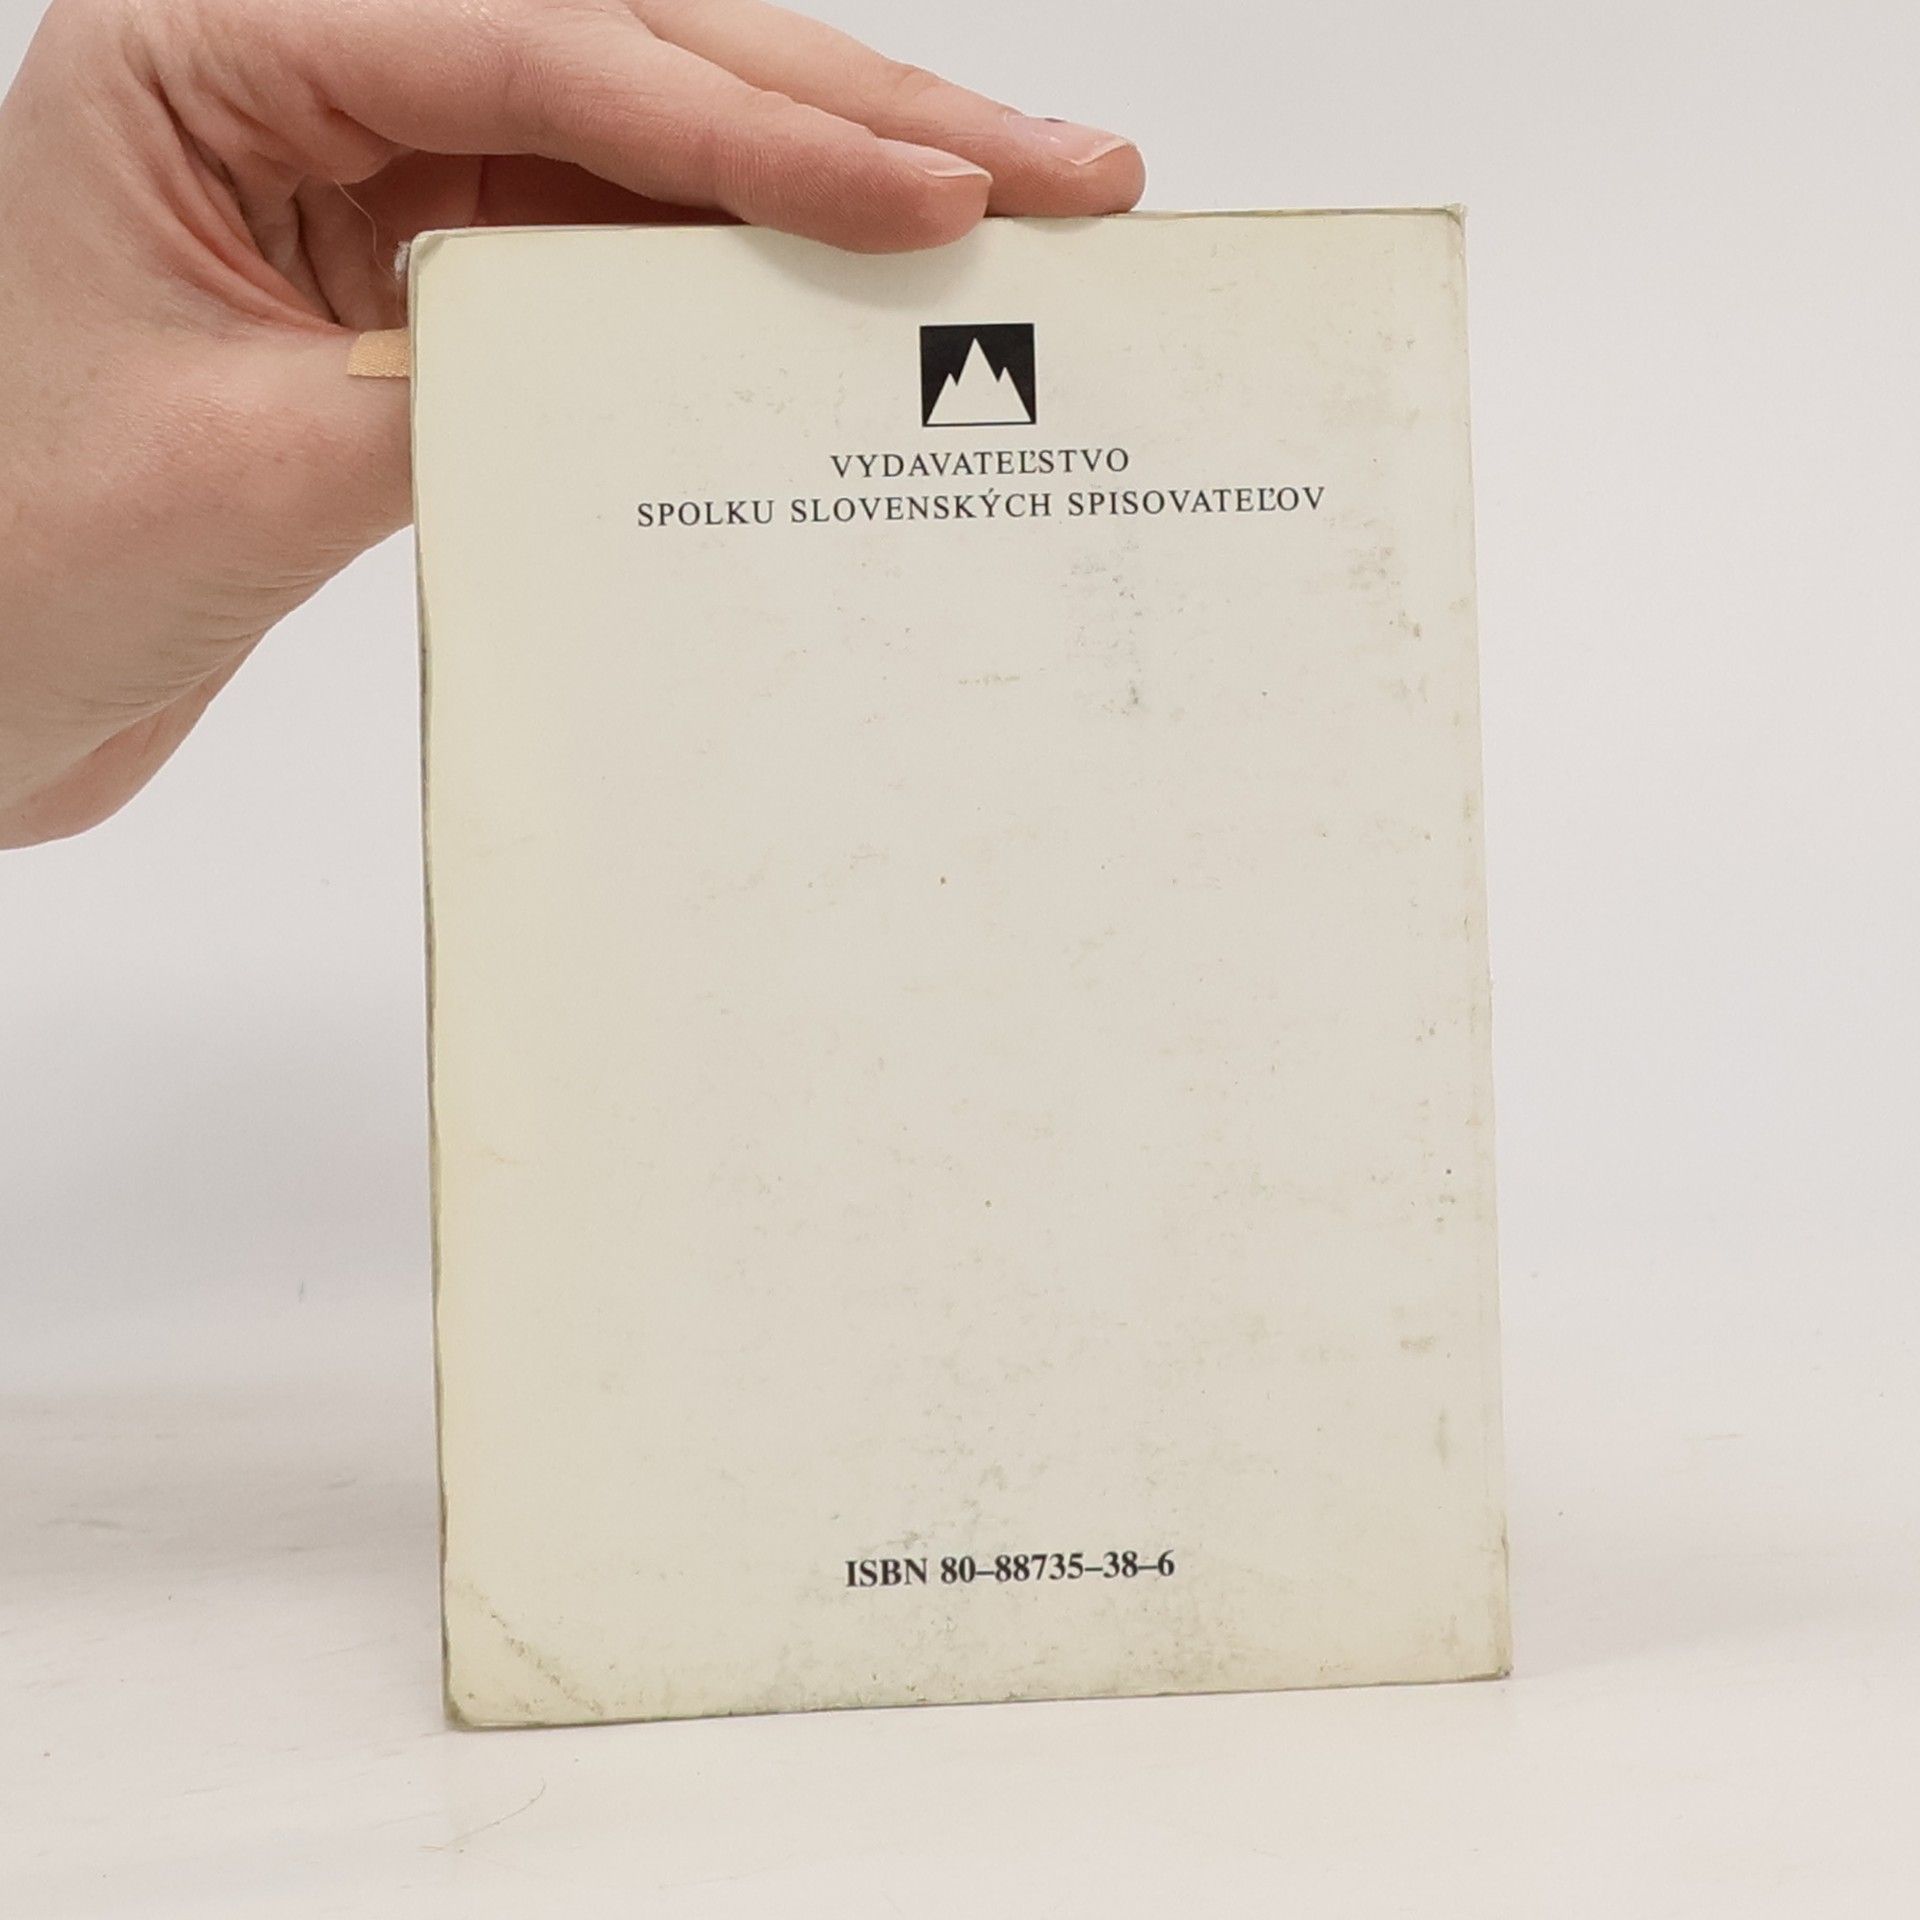 VYDAVATEĽSTVO
SPOLKU SLOVENSKÝCH SPISOVATEĽOV
ISBN 80–88735–38–6